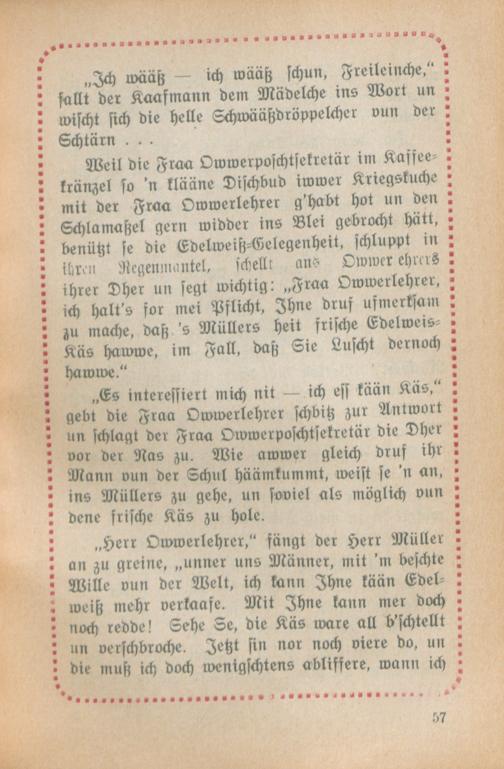 „Ich wääß — ich wääß schun, Freileinche,“
fallt der Kaafmann dem Mädelche ins Wort un
wischt sich die helle Schwääßdröppelcher vun der
Schtärn . . .
Weil die Fraa Owwerposchtsekretär im Kaffee-
kränzel so 'n klääne Dischbud iwwer Kriegskuche
mit der Fraa Owwerlehrer g'habt hot un den
Schlamaßel gern widder ins Blei gebrocht hätt,
benützt se die Edelweiß-Gelegenheit, schluppt in
ihren Regenmantel, schellt ans Owwer ehrers
ihrer Dher un segt wichtig: „Fraa Owwerlehrer,
ich halt's for mei Pflicht, Ihne druf ufmerksam
zu mache, daß 's Müllers heit frische Edelweis-
Käs hawwe, im Fall, daß Sie Luscht dernoch
hawwe.“
„Es interessiert mich nit — ich ess kään Käs,“
gebt die Fraa Owwerlehrer schbitz zur Antwort
un schlagt der Fraa Owwerposchtsekretär die Dher
vor der Nas zu. Wie awwer gleich druf ihr
Mann vun der Schul häämkummt, weist se 'n an,
ins Müllers zu gehe, un soviel als möglich vun
dene frische Käs zu hole.
„Herr Owwerlehrer,“ fängt der Herr Müller
an zu greine, „unner uns Männer, mit 'm beschte
Wille vun der Welt, ich kann Ihne kään Edel-
weiß mehr verkaafe. Mit Ihne kann mer doch
noch redde! Sehe Se, die Käs ware all b'schtellt
un verschbroche. Jetzt sin nor noch viere do, un
die muß ich doch wenigschtens abliffere, wann ich
57